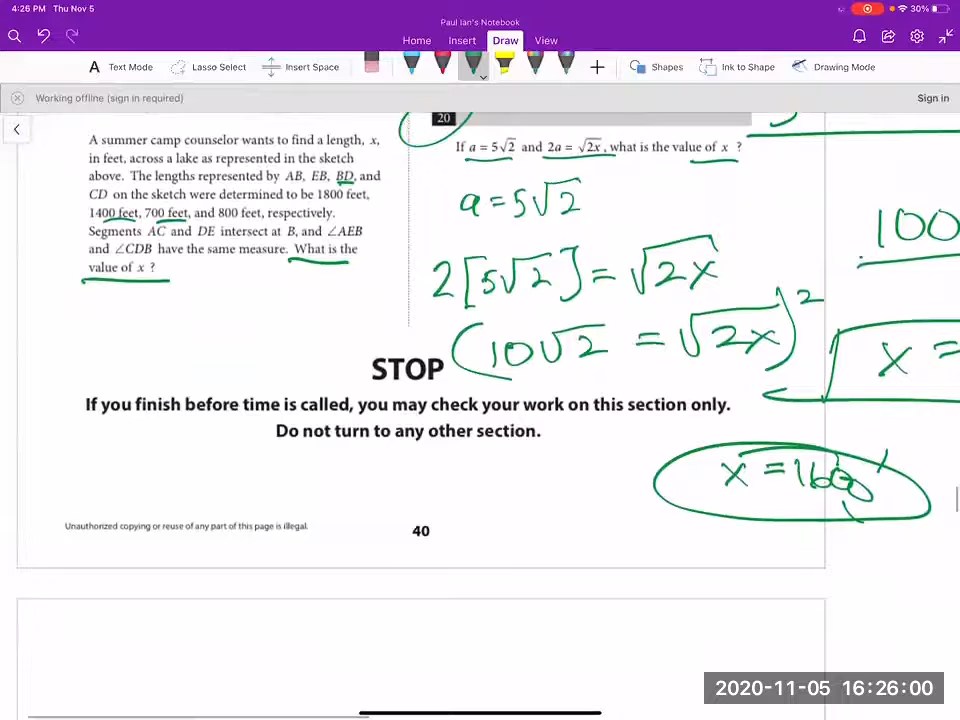 4:26 PM Thu Nov 5
30%
Paul Ian's Notebook
Home Insert Draw View
A Text Mode Lasso Select Insert Space Shapes Ink to Shape Drawing Mode
Working offline (sign in required) Sign in
A summer camp counselor wants to find a length, x,
in feet, across a lake as represented in the sketch
above. The lengths represented by AB, EB, BD, and
CD on the sketch were determined to be 1800 feet,
1400 feet, 700 feet, and 800 feet, respectively.
Segments AC and DE intersect at B, and ∠AEB
and ∠CDB have the same measure. What is the
value of x ?
20
If a = 5√2 and 2a = √2x, what is the value of x ?
a = 5√2
2[5√2] = √2x
(10√2 = √2x)²
100
x =
x = 1600
STOP
If you finish before time is called, you may check your work on this section only.
Do not turn to any other section.
Unauthorized copying or reuse of any part of this page is illegal.
40
2020-11-05 16:26:00